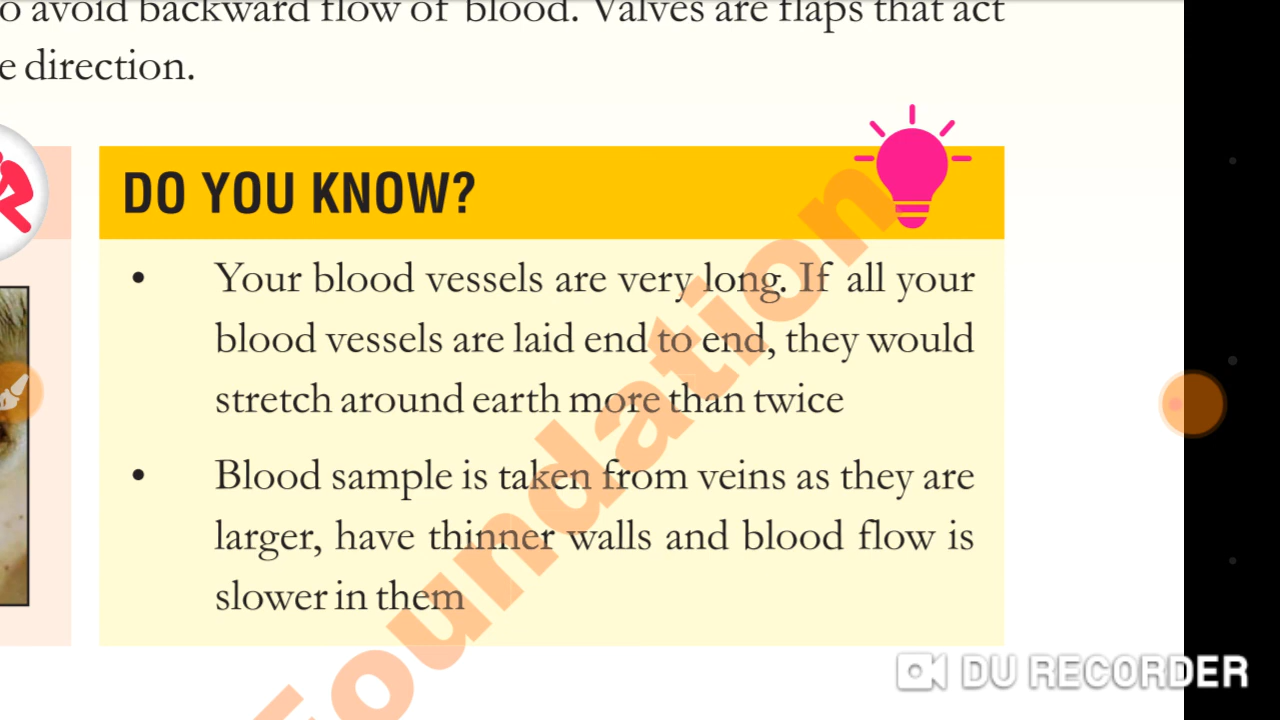 o avoid backward flow of blood. Valves are flaps that act
e direction.
DO YOU KNOW?
• Your blood vessels are very long. If all your
blood vessels are laid end to end, they would
stretch around earth more than twice
• Blood sample is taken from veins as they are
larger, have thinner walls and blood flow is
slower in them
Foundation
DU RECORDER